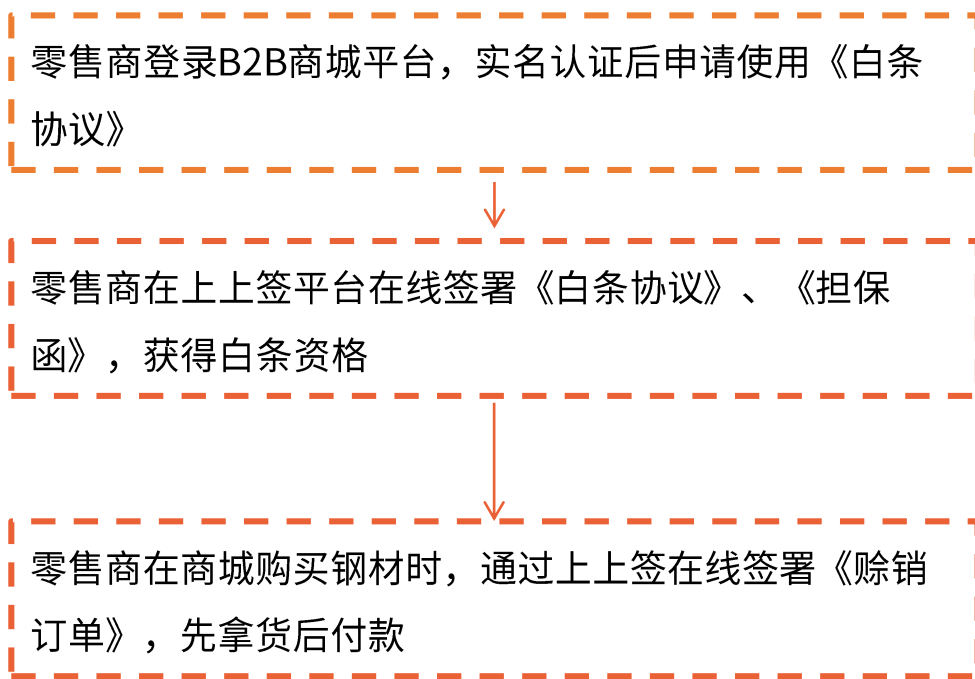 零售商登录B2B商城平台，实名认证后申请使用《白条
协议》
零售商在上上签平台在线签署《白条协议》、《担保
函》，获得白条资格
零售商在商城购买钢材时，通过上上签在线签署《赊销
订单》，先拿货后付款